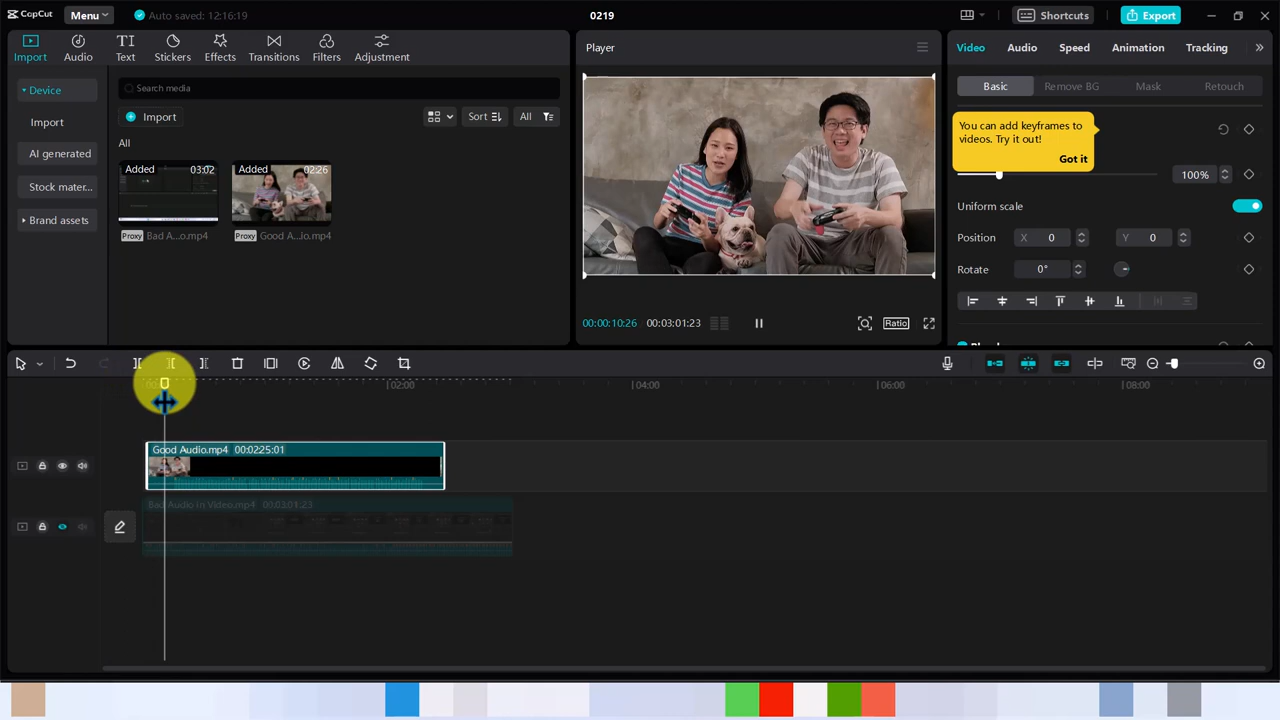 CapCut
Menu
Auto saved: 12:16:19
0219
Shortcuts
Export
Import
Audio
Text
Stickers
Effects
Transitions
Filters
Adjustment
Device
Import
AI generated
Stock mater...
Brand assets
Search media
Import
Sort
All
All
Added
03:02
Added
02:26
Proxy Bad A...o.mp4
Proxy Good A...io.mp4
Player
00:00:10:26
00:03:01:23
Ratio
Video
Audio
Speed
Animation
Tracking
Basic
Remove BG
Mask
Retouch
You can add keyframes to
videos. Try it out!
Got it
100%
Uniform scale
Position
X 0
Y 0
Rotate
0°
02:00
04:00
06:00
08:00
Good Audio.mp4 00:0225:01
Bad Audio in Video.mp4 00:03:01:23